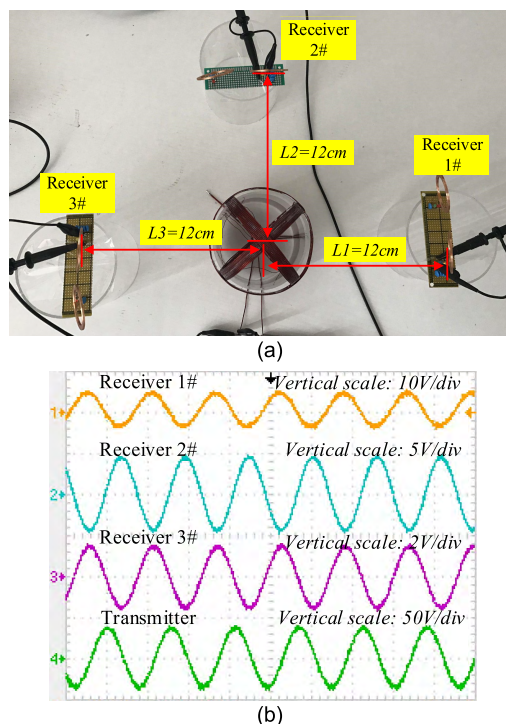 Receiver
2#
Receiver
1#
L2=12cm
Receiver
3#
L3=12cm
L1=12cm
(a)
Receiver 1#
Vertical scale: 10V/div
1
Receiver 2#
Vertical scale: 5V/div
2
Receiver 3#
Vertical scale: 2V/div
3
Transmitter
Vertical scale: 50V/div
4
(b)